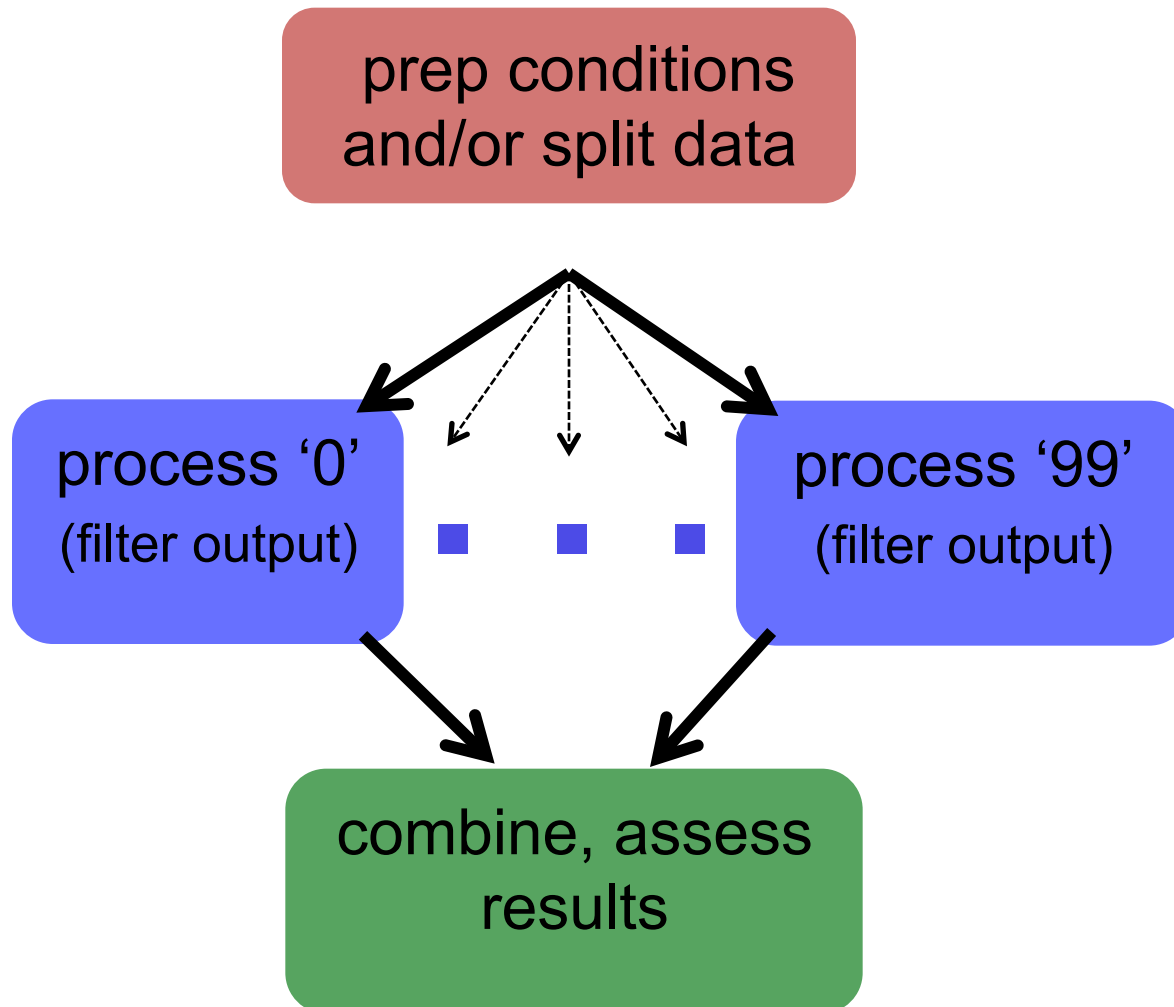 prep conditions
and/or split data
process ‘0’
(filter output)
process ‘99’
(filter output)
combine, assess
results